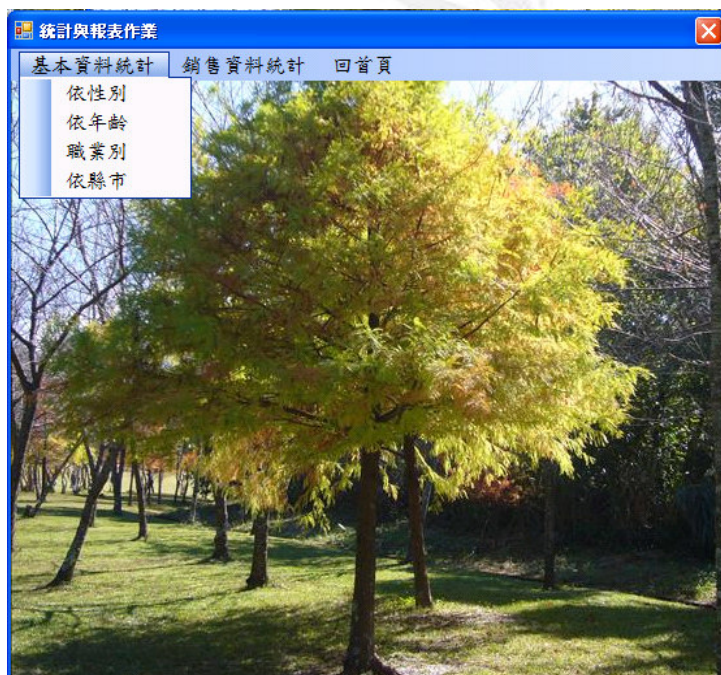 統計與報表作業
基本資料統計 銷售資料統計 回首頁
依性別
依年齡
職業別
依縣市